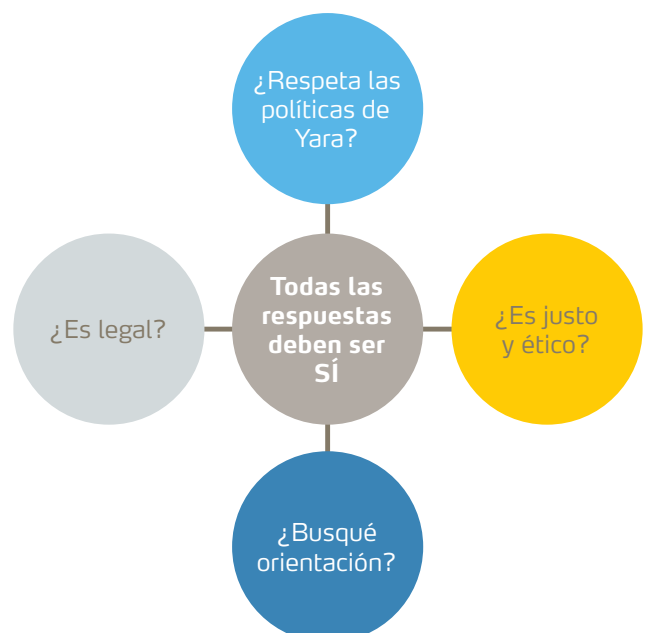 ¿Respeta las
políticas de
Yara?
¿Es legal?
Todas las
respuestas
deben ser
SÍ
¿Es justo
y ético?
¿Busqué
orientación?